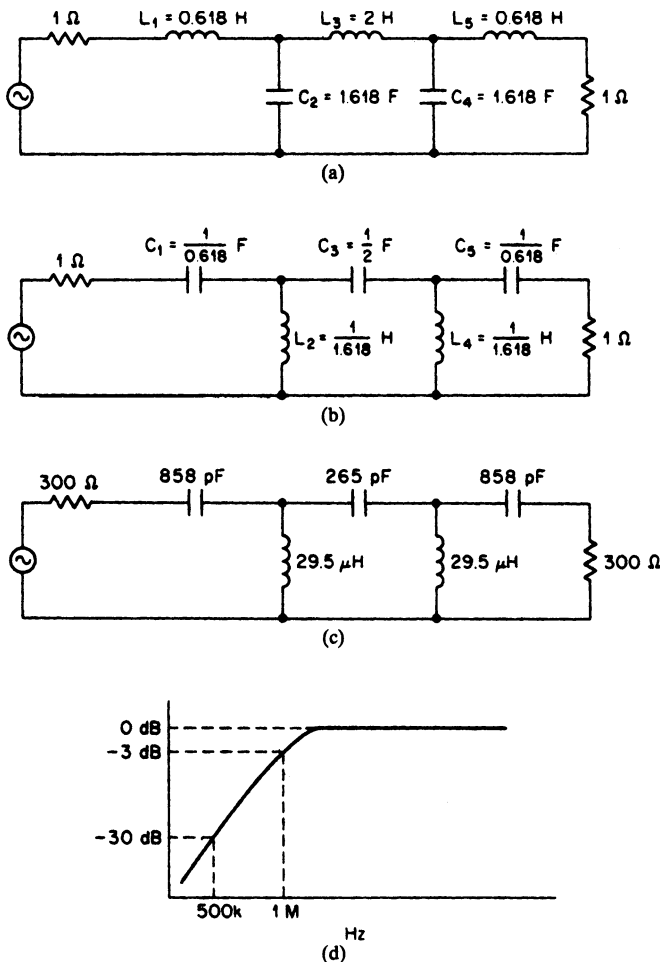 1 Ω
L1 = 0.618 H
L3 = 2 H
L5 = 0.618 H
C2 = 1.618 F
C4 = 1.618 F
1 Ω
(a)
1 Ω
C1 = 1/0.618 F
C3 = 1/2 F
C5 = 1/0.618 F
L2 = 1/1.618 H
L4 = 1/1.618 H
1 Ω
(b)
300 Ω
858 pF
265 pF
858 pF
29.5 μH
29.5 μH
300 Ω
(c)
0 dB
−3 dB
−30 dB
500k
1 M
Hz
(d)